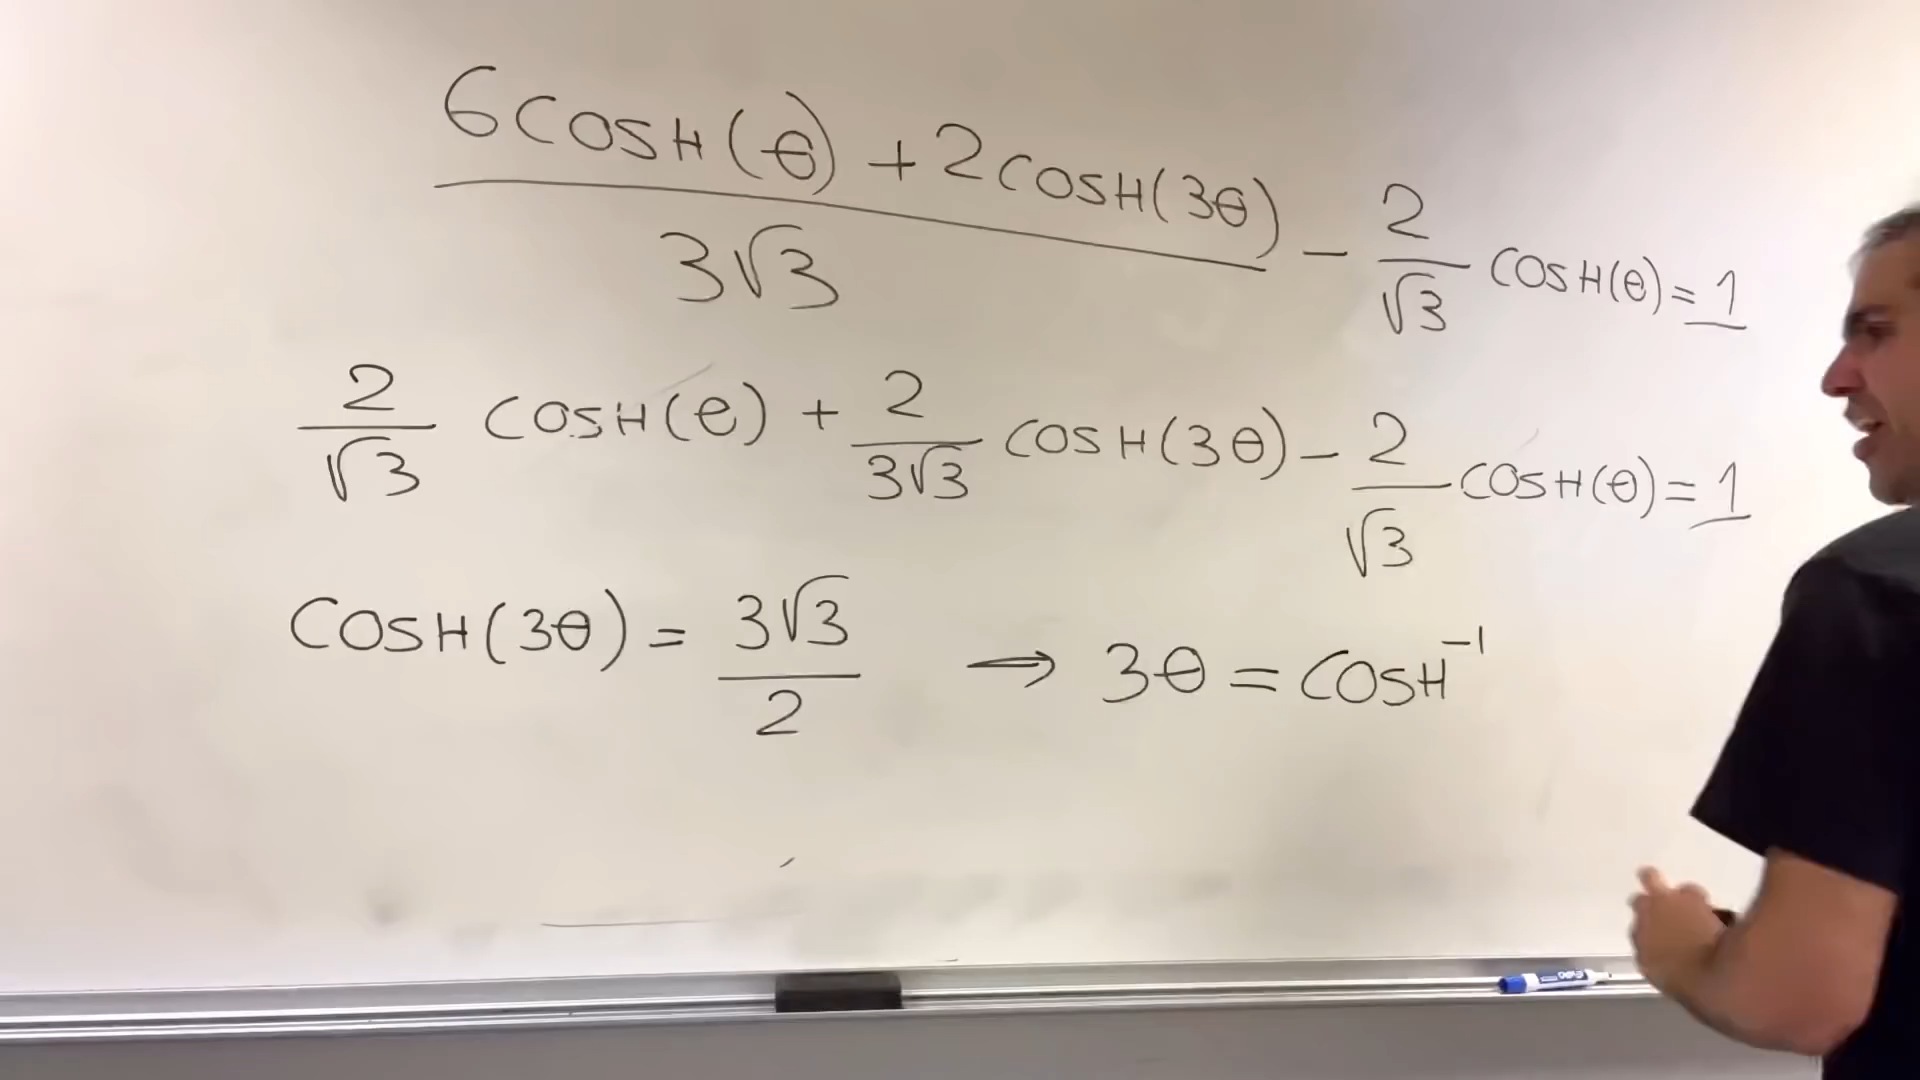 6COSH(θ) + 2COSH(3θ) / 3√3 - 2/√3 COSH(θ) = 1
2/√3 COSH(θ) + 2/3√3 COSH(3θ) - 2/√3 COSH(θ) = 1
COSH(3θ) = 3√3/2 → 3θ = COSH⁻¹